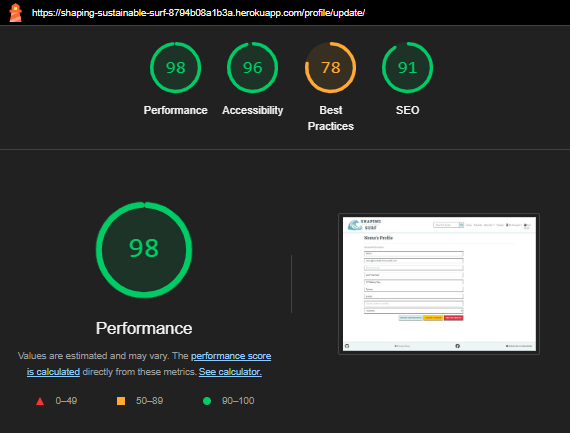 https://shaping-sustainable-surf-8794b08a1b3a.herokuapp.com/profile/update/
98 96 78 91
Performance Accessibility Best Practices SEO
98
Performance
Values are estimated and may vary. The performance score
is calculated directly from these metrics. See calculator.
0–49 50–89 90–100
SHAPING
SURF